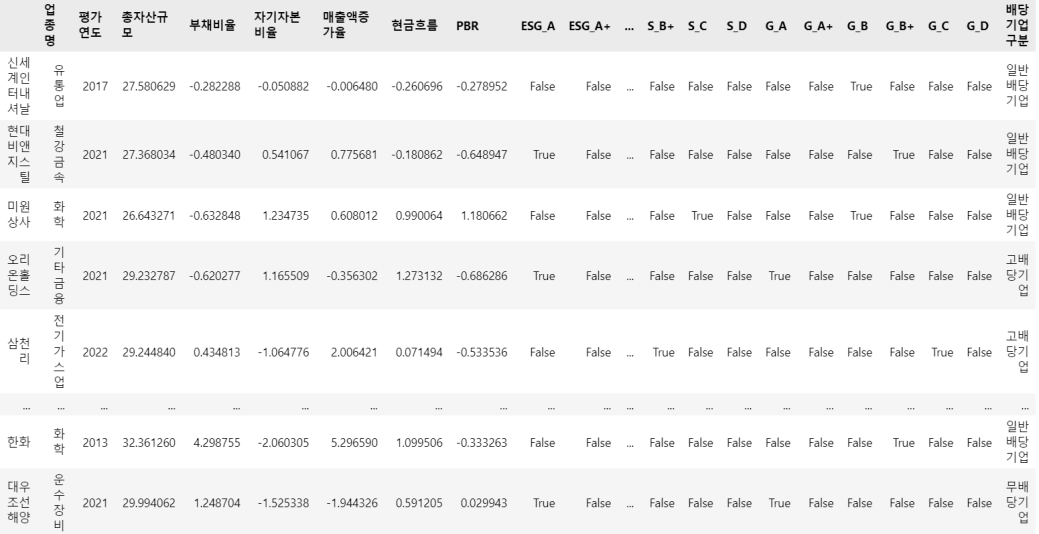 업종명 평가연도 총자산규모 부채비율 자기자본비율 매출액증가율 현금흐름 PBR ESG_A ESG_A+ ... S_B+ S_C S_D G_A G_A+ G_B G_B+ G_C G_D 배당기업구분
신세계인터내셔날 유통업 2017 27.580629 -0.282288 -0.050882 -0.006480 -0.260696 -0.278952 False False ... False False False False False True False False False 일반배당기업
현대비앤지스틸 철강금속 2021 27.368034 -0.480340 0.541067 0.775681 -0.180862 -0.648947 True False ... False False False False False False True False False 일반배당기업
미원상사 화학 2021 26.643271 -0.632848 1.234735 0.608012 0.990064 1.180662 False False ... False True False False False True False False False 일반배당기업
오리온홀딩스 기타금융 2021 29.232787 -0.620277 1.165509 -0.356302 1.273132 -0.686286 True False ... False False False True False False False False False 고배당기업
삼천리 전기가스업 2022 29.244840 0.434813 -1.064776 2.006421 0.071494 -0.533536 False False ... True False False False False False False True False 고배당기업
... ... ... ... ... ... ... ... ... ... ... ... ... ... ... ... ... ... ... ... ... ...
한화 화학 2013 32.361260 4.298755 -2.060305 5.296590 1.099506 -0.333263 False False ... False False False False False False True False False 일반배당기업
대우조선해양 운수장비 2021 29.994062 1.248704 -1.525338 -1.944326 0.591205 0.029943 True False ... False False False True False False False False False 무배당기업